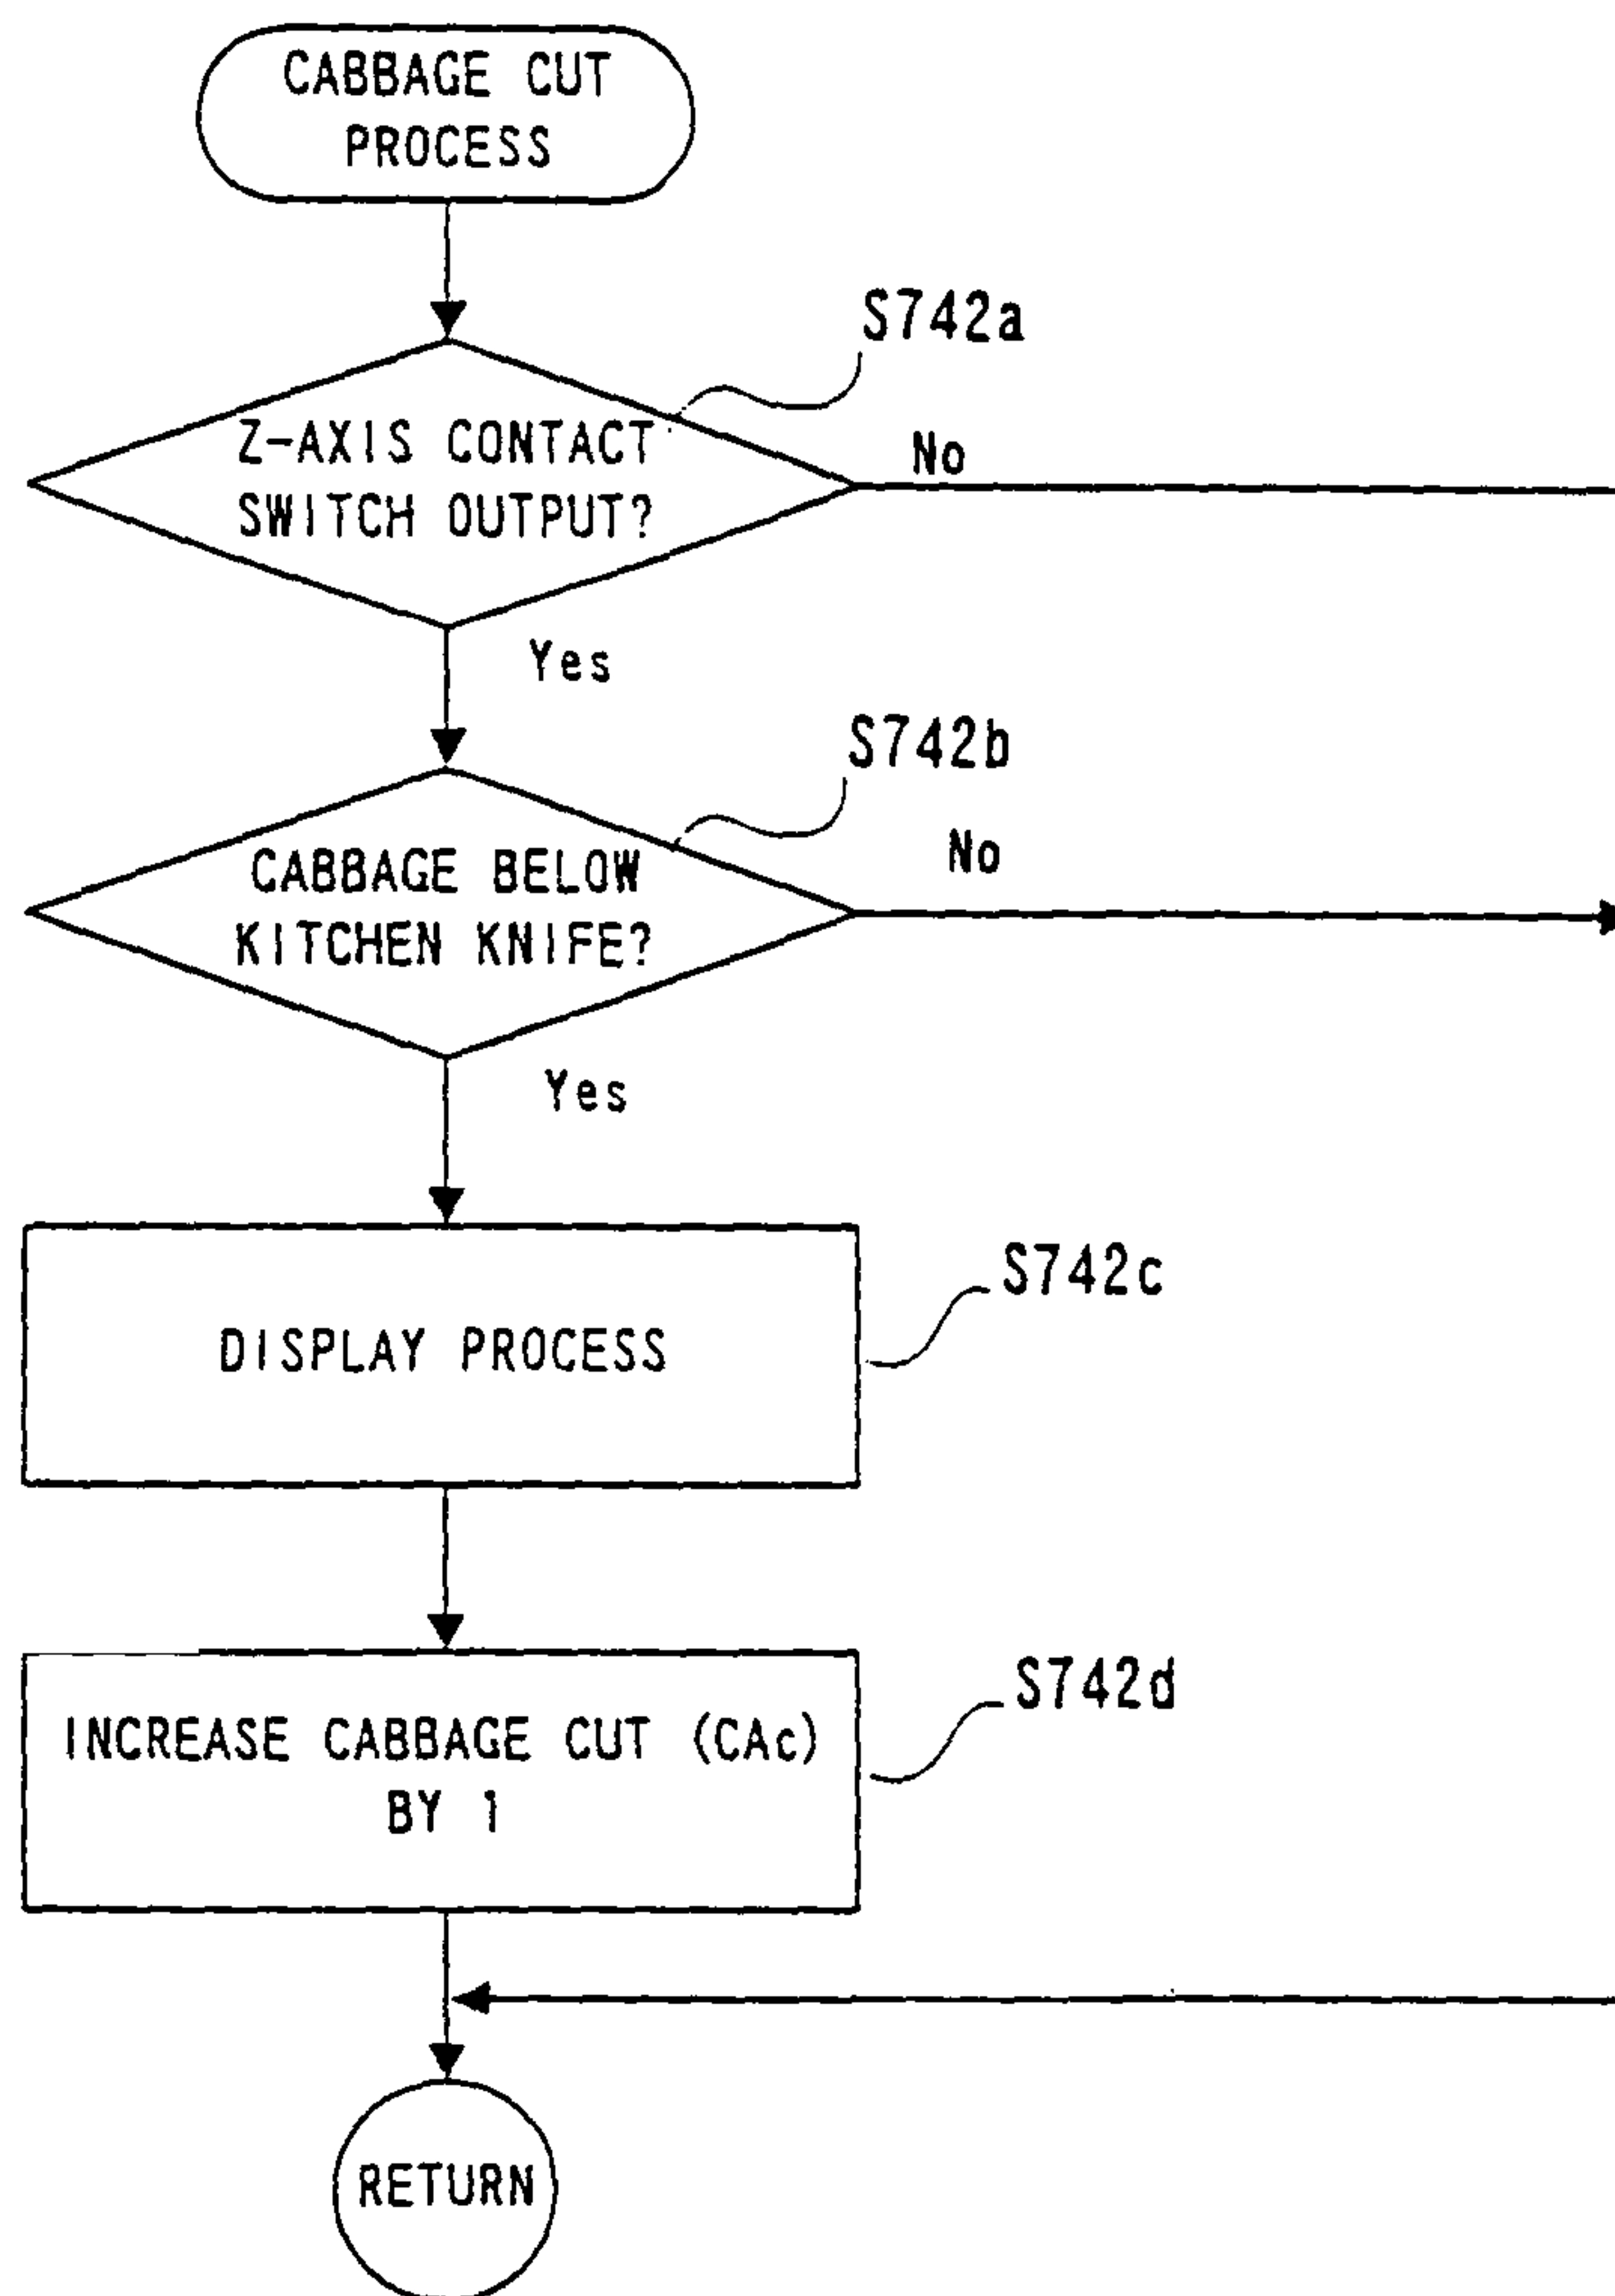 CABBAGE CUT
PROCESS
S742a
Z-AXIS CONTACT
SWITCH OUTPUT?
No
Yes
S742b
CABBAGE BELOW
KITCHEN KNIFE?
No
Yes
S742c
DISPLAY PROCESS
S742d
INCREASE CABBAGE CUT (CAc)
BY 1
RETURN